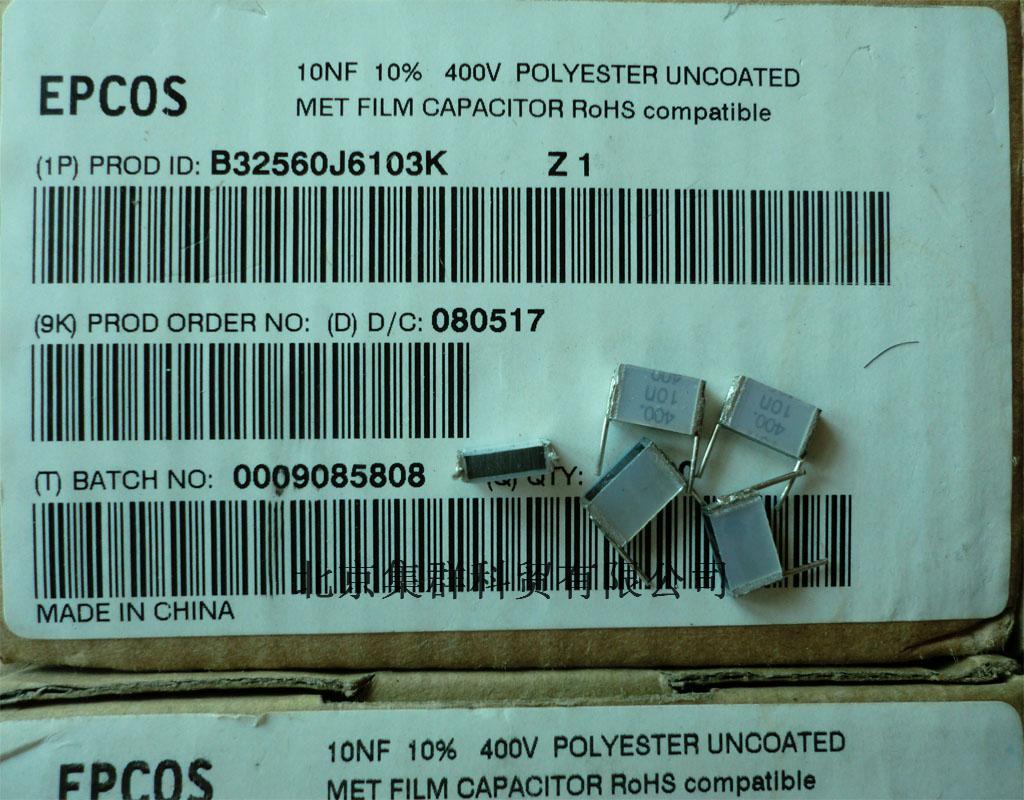 EPCOS
10NF 10% 400V POLYESTER UNCOATED
MET FILM CAPACITOR RoHS compatible
(1P) PROD ID: B32560J6103K Z 1
(9K) PROD ORDER NO: (D) D/C: 080517
400
10n
400.
10n
400.
(T) BATCH NO: 0009085808 (Q) QTY:
北京集群科贸有限公司
MADE IN CHINA
EPCOS
10NF 10% 400V POLYESTER UNCOATED
MET FILM CAPACITOR RoHS compatible